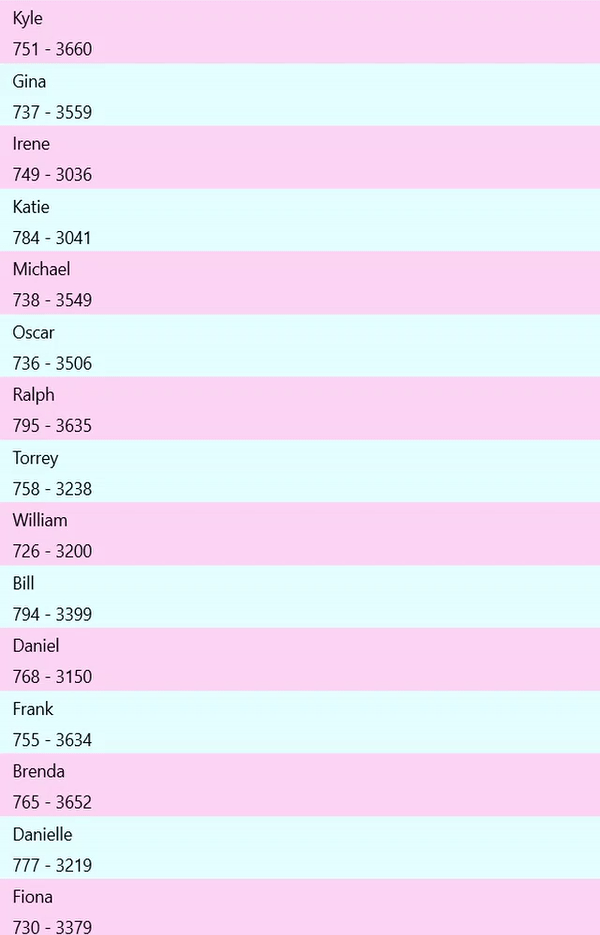 Kyle
751 - 3660
Gina
737 - 3559
Irene
749 - 3036
Katie
784 - 3041
Michael
738 - 3549
Oscar
736 - 3506
Ralph
795 - 3635
Torrey
758 - 3238
William
726 - 3200
Bill
794 - 3399
Daniel
768 - 3150
Frank
755 - 3634
Brenda
765 - 3652
Danielle
777 - 3219
Fiona
730 - 3379